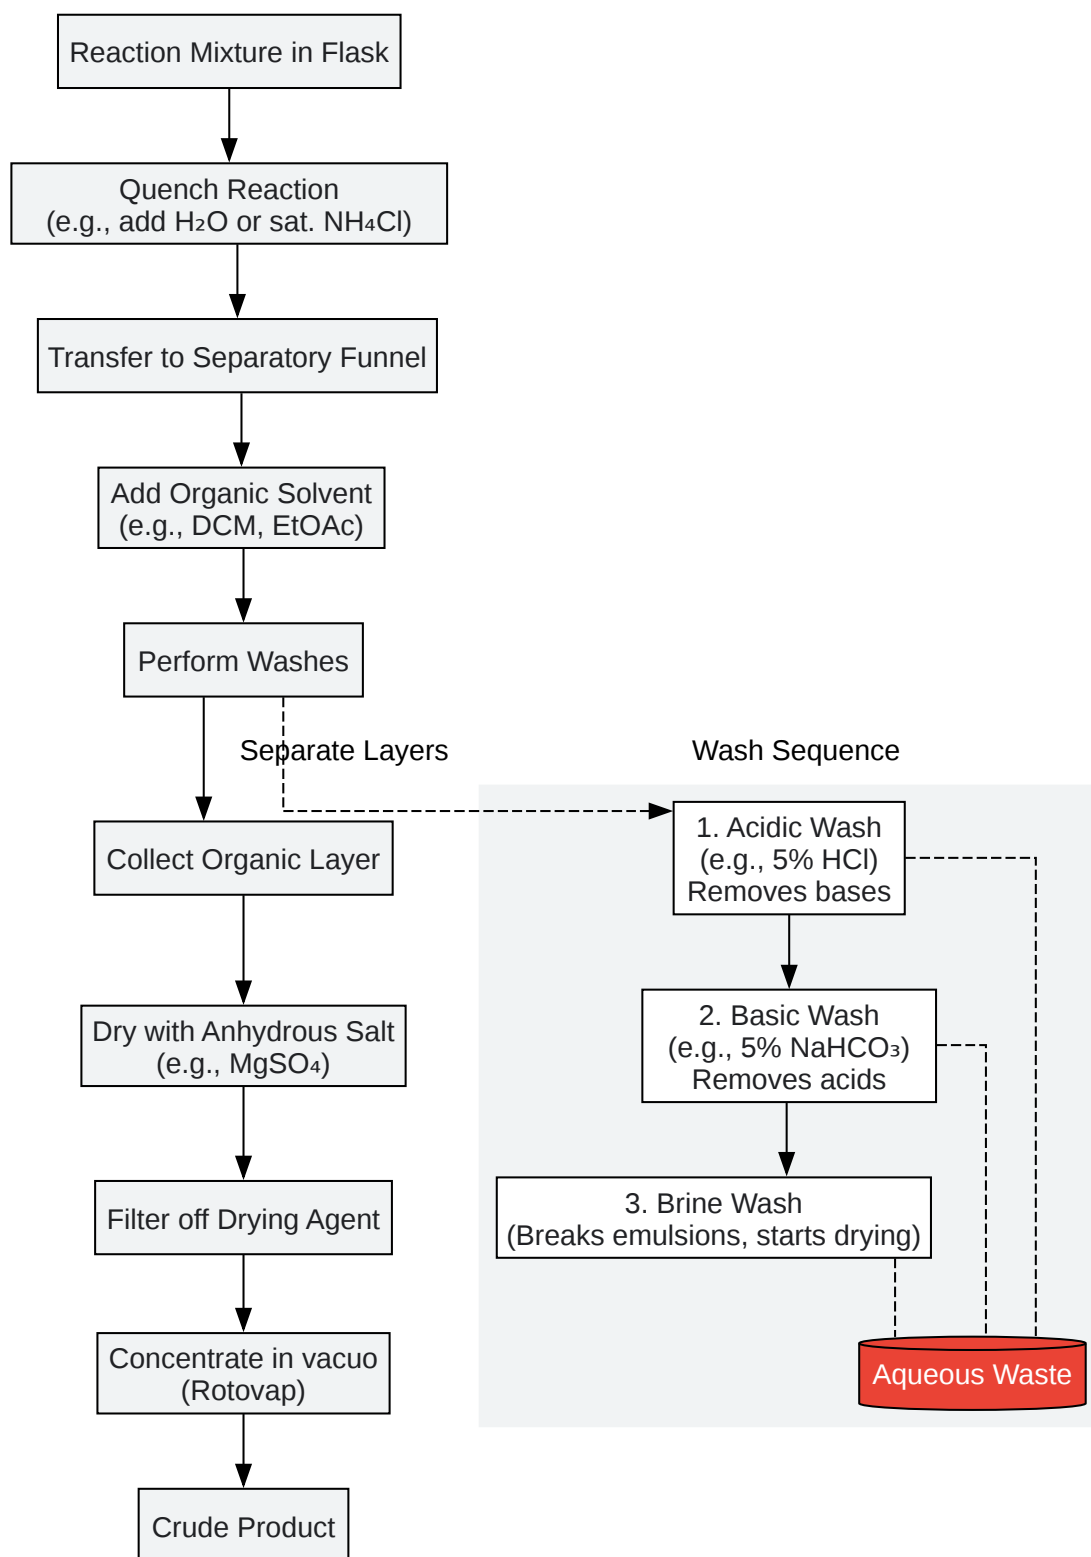 Reaction Mixture in Flask
Quench Reaction
(e.g., add H₂O or sat. NH₄Cl)
Transfer to Separatory Funnel
Add Organic Solvent
(e.g., DCM, EtOAc)
Perform Washes
Separate Layers
Collect Organic Layer
Dry with Anhydrous Salt
(e.g., MgSO₄)
Filter off Drying Agent
Concentrate in vacuo
(Rotovap)
Crude Product
Wash Sequence
1. Acidic Wash
(e.g., 5% HCl)
Removes bases
2. Basic Wash
(e.g., 5% NaHCO₃)
Removes acids
3. Brine Wash
(Breaks emulsions, starts drying)
Aqueous Waste